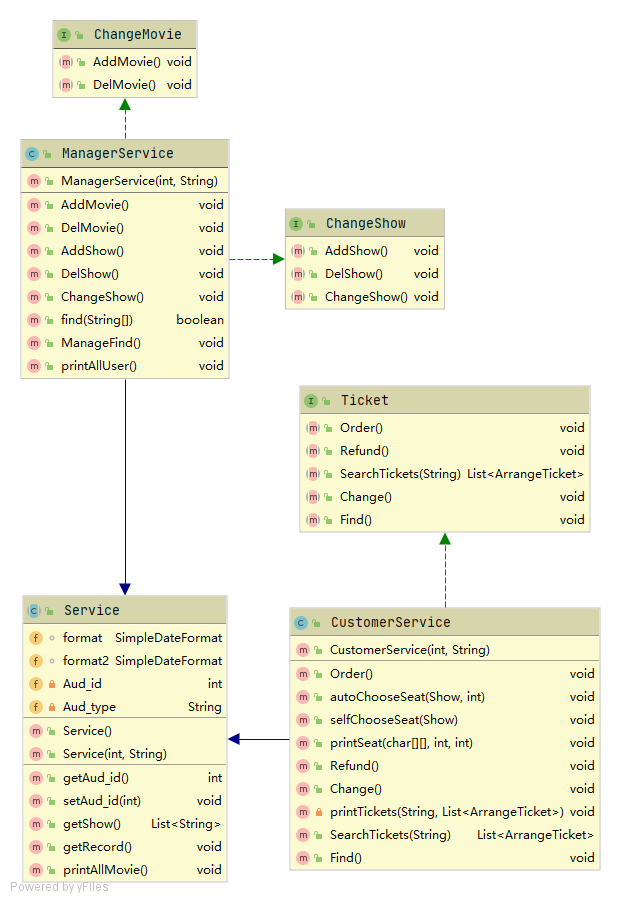 ChangeMovie
AddMovie() void
DelMovie() void
ManagerService
ManagerService(int, String)
AddMovie() void
DelMovie() void
AddShow() void
DelShow() void
ChangeShow() void
find(String[]) boolean
ManageFind() void
printAllUser() void
ChangeShow
AddShow() void
DelShow() void
ChangeShow() void
Ticket
Order() void
Refund() void
SearchTickets(String) List<ArrangeTicket>
Change() void
Find() void
Service
format SimpleDateFormat
format2 SimpleDateFormat
Aud_id int
Aud_type String
Service()
Service(int, String)
getAud_id() int
setAud_id(int) void
getShow() List<String>
getRecord() void
printAllMovie() void
CustomerService
CustomerService(int, String)
Order() void
autoChooseSeat(Show, int) void
selfChooseSeat(Show) void
printSeat(char[][], int, int) void
Refund() void
Change() void
printTickets(String, List<ArrangeTicket>) void
SearchTickets(String) List<ArrangeTicket>
Find() void
Powered by yFiles